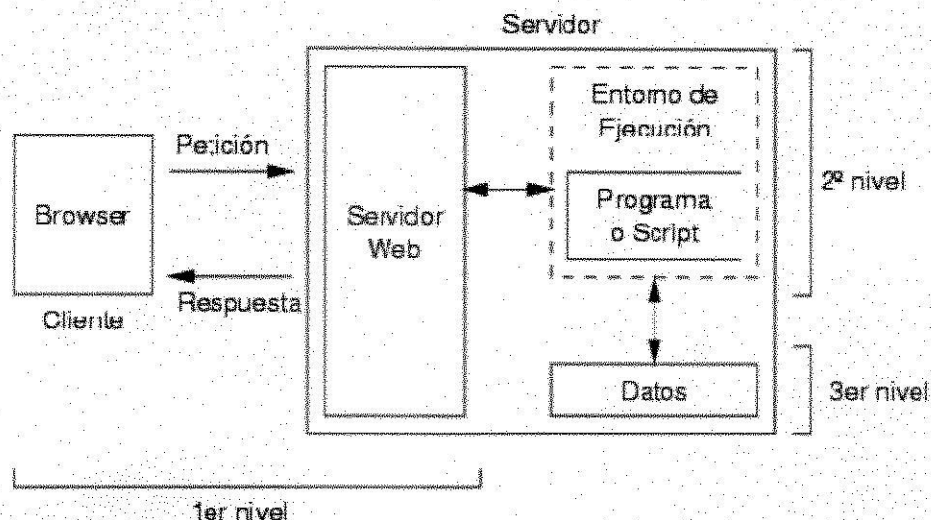 Servidor
Entorno de
Ejecución
Petición
2º nivel
Browser
Servidor
Web
Programa
o Script
Respuesta
Cliente
Datos
3er nivel
1er nivel